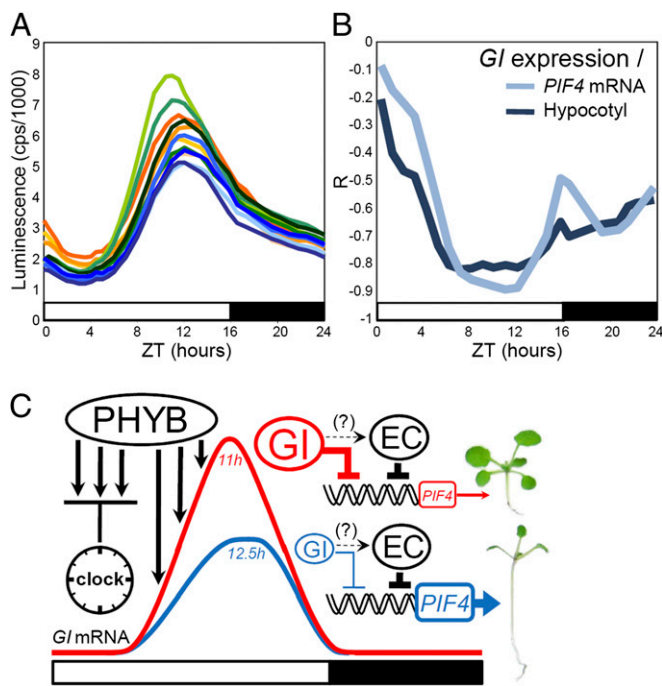 A
Luminescence (cps/1000)
9
8
7
6
5
4
3
2
1
0
0 4 8 12 16 20 24
ZT (hours)
B
GI expression /
PIF4 mRNA
Hypocotyl
R
0
-0.1
-0.2
-0.3
-0.4
-0.5
-0.6
-0.7
-0.8
-0.9
-1
0 4 8 12 16 20 24
ZT (hours)
C
PHYB
clock
GI mRNA
11h
12.5h
GI
(?)
EC
PIF4
GI
(?)
EC
PIF4